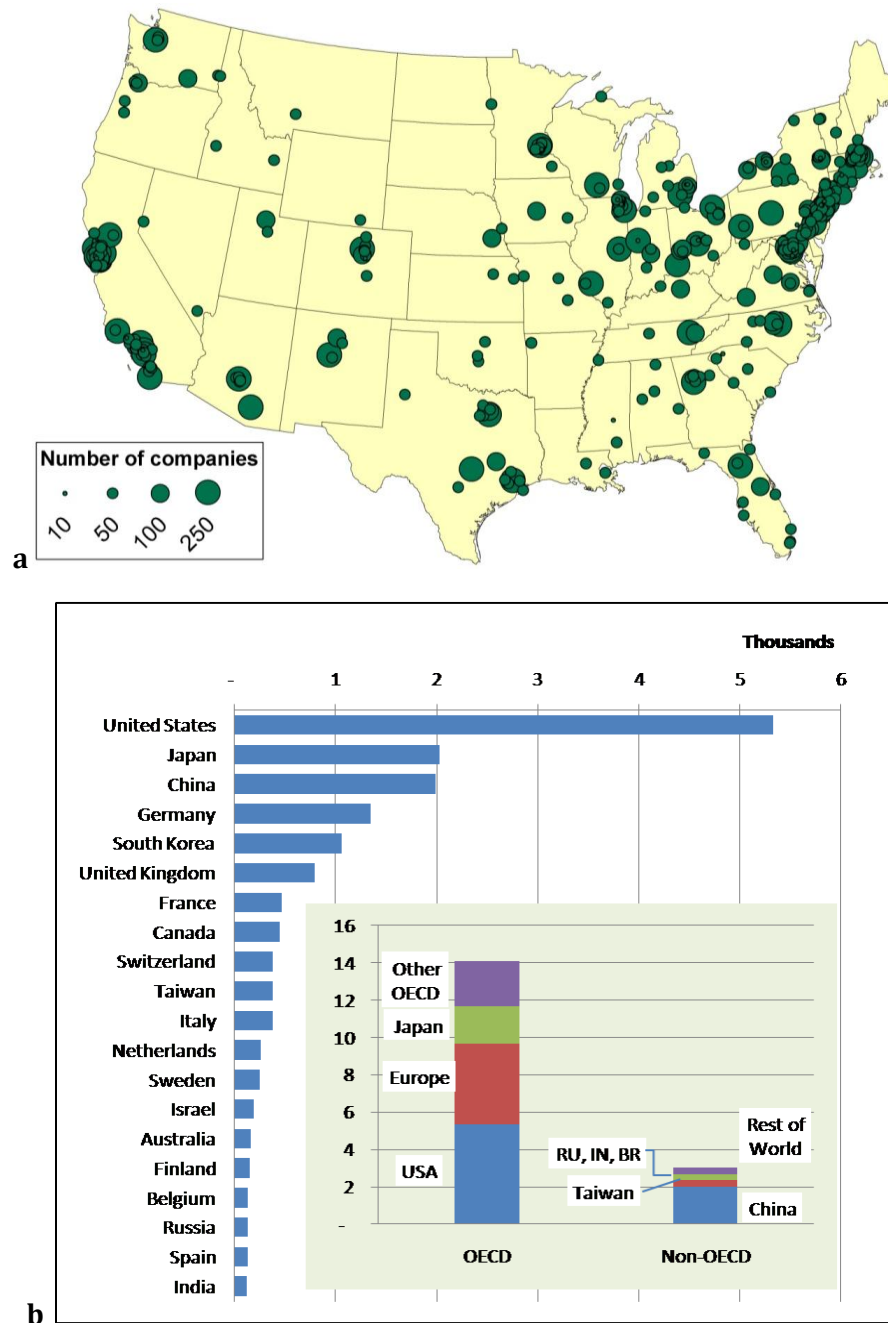 Number of companies
10 50 100 250
a
Thousands
- 1 2 3 4 5 6
United States
Japan
China
Germany
South Korea
United Kingdom
France
Canada
Switzerland
Taiwan
Italy
Netherlands
Sweden
Israel
Australia
Finland
Belgium
Russia
Spain
India
16
14
12
10
8
6
4
2
-
Other
OECD
Japan
Europe
USA
RU, IN, BR
Taiwan
Rest of
World
China
OECD Non-OECD
b